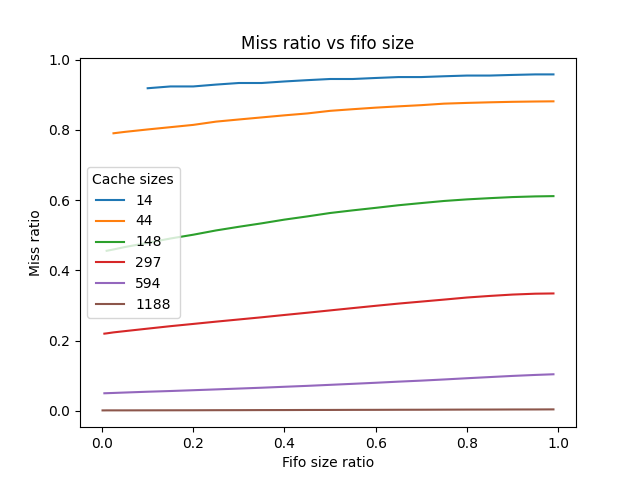 Miss ratio vs fifo size
Miss ratio
1.0
0.8
0.6
0.4
0.2
0.0
Cache sizes
14
44
148
297
594
1188
0.0 0.2 0.4 0.6 0.8 1.0
Fifo size ratio